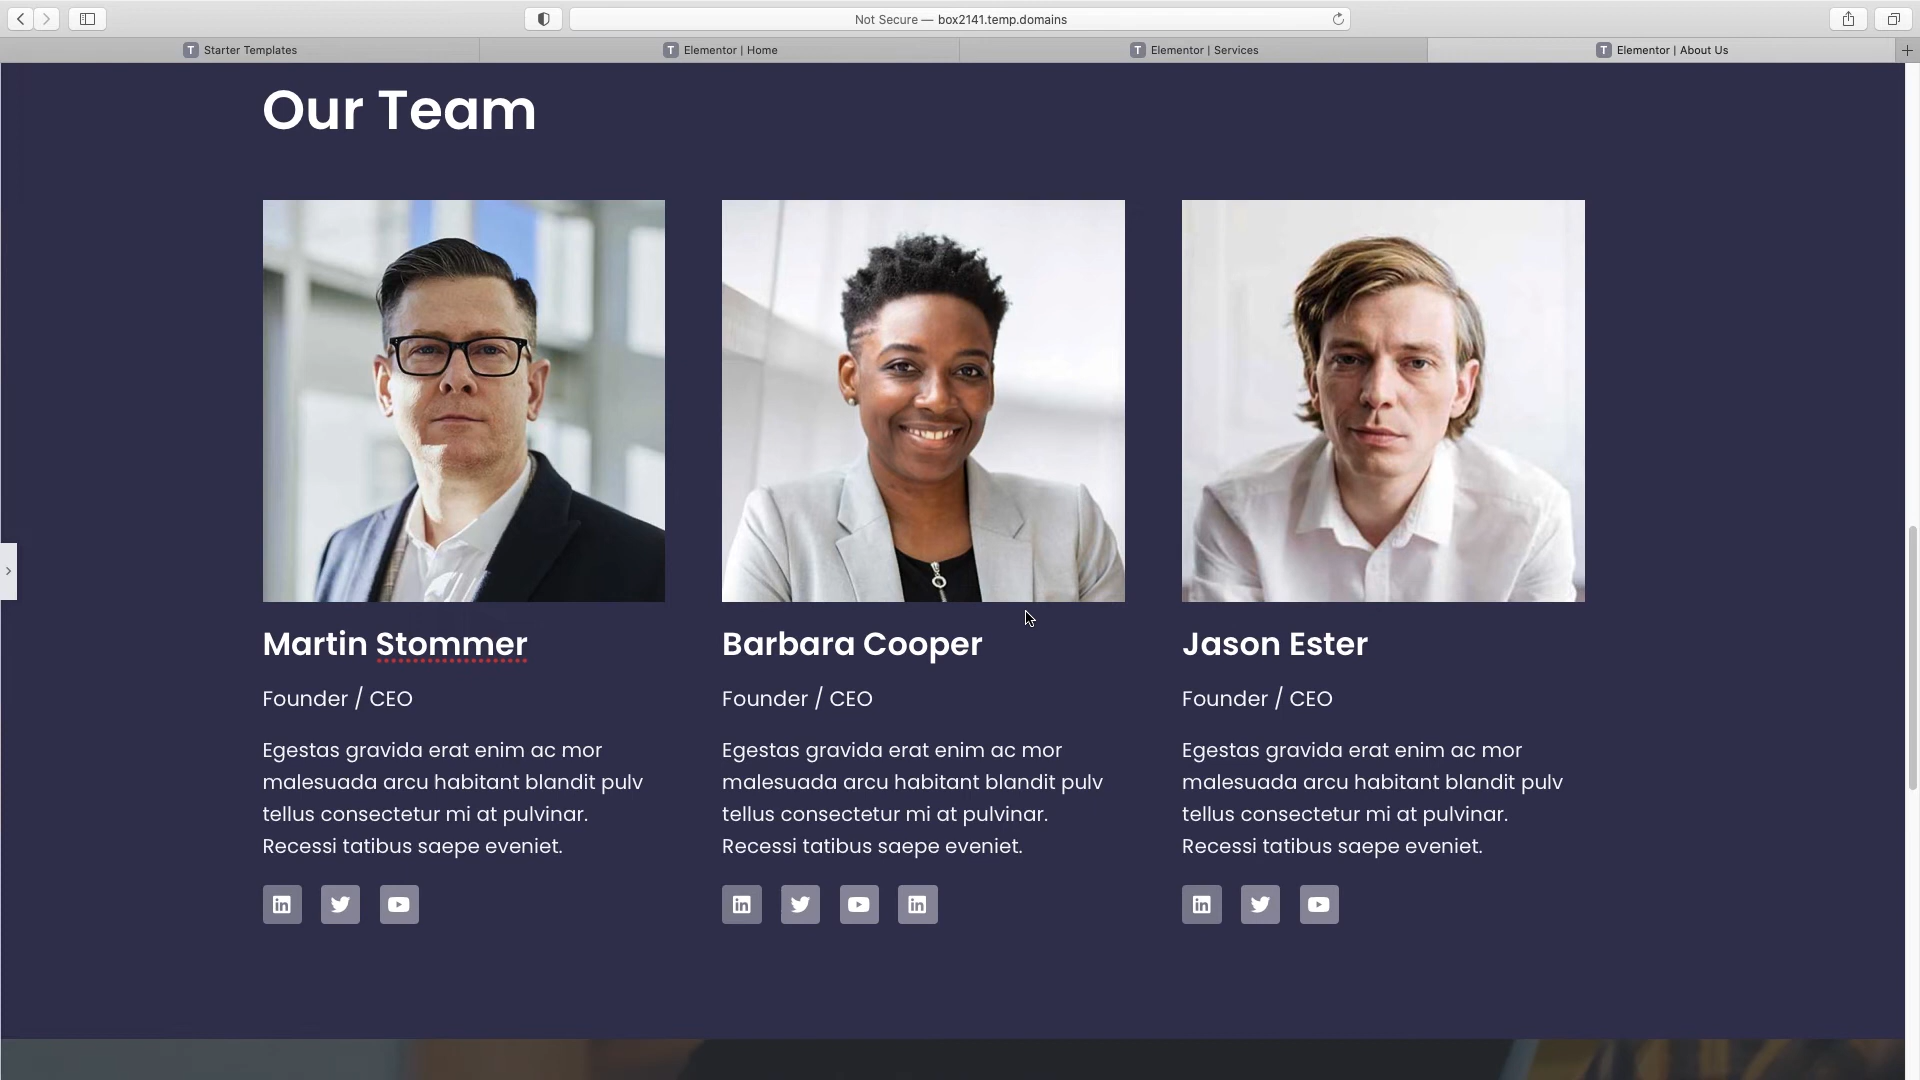 Not Secure — box2141.temp.domains
T Starter Templates
T Elementor | Home
T Elementor | Services
T Elementor | About Us
Our Team
Martin Stommer
Founder / CEO
Egestas gravida erat enim ac mor
malesuada arcu habitant blandit pulv
tellus consectetur mi at pulvinar.
Recessi tatibus saepe eveniet.
in
Barbara Cooper
Founder / CEO
Egestas gravida erat enim ac mor
malesuada arcu habitant blandit pulv
tellus consectetur mi at pulvinar.
Recessi tatibus saepe eveniet.
in in
Jason Ester
Founder / CEO
Egestas gravida erat enim ac mor
malesuada arcu habitant blandit pulv
tellus consectetur mi at pulvinar.
Recessi tatibus saepe eveniet.
in